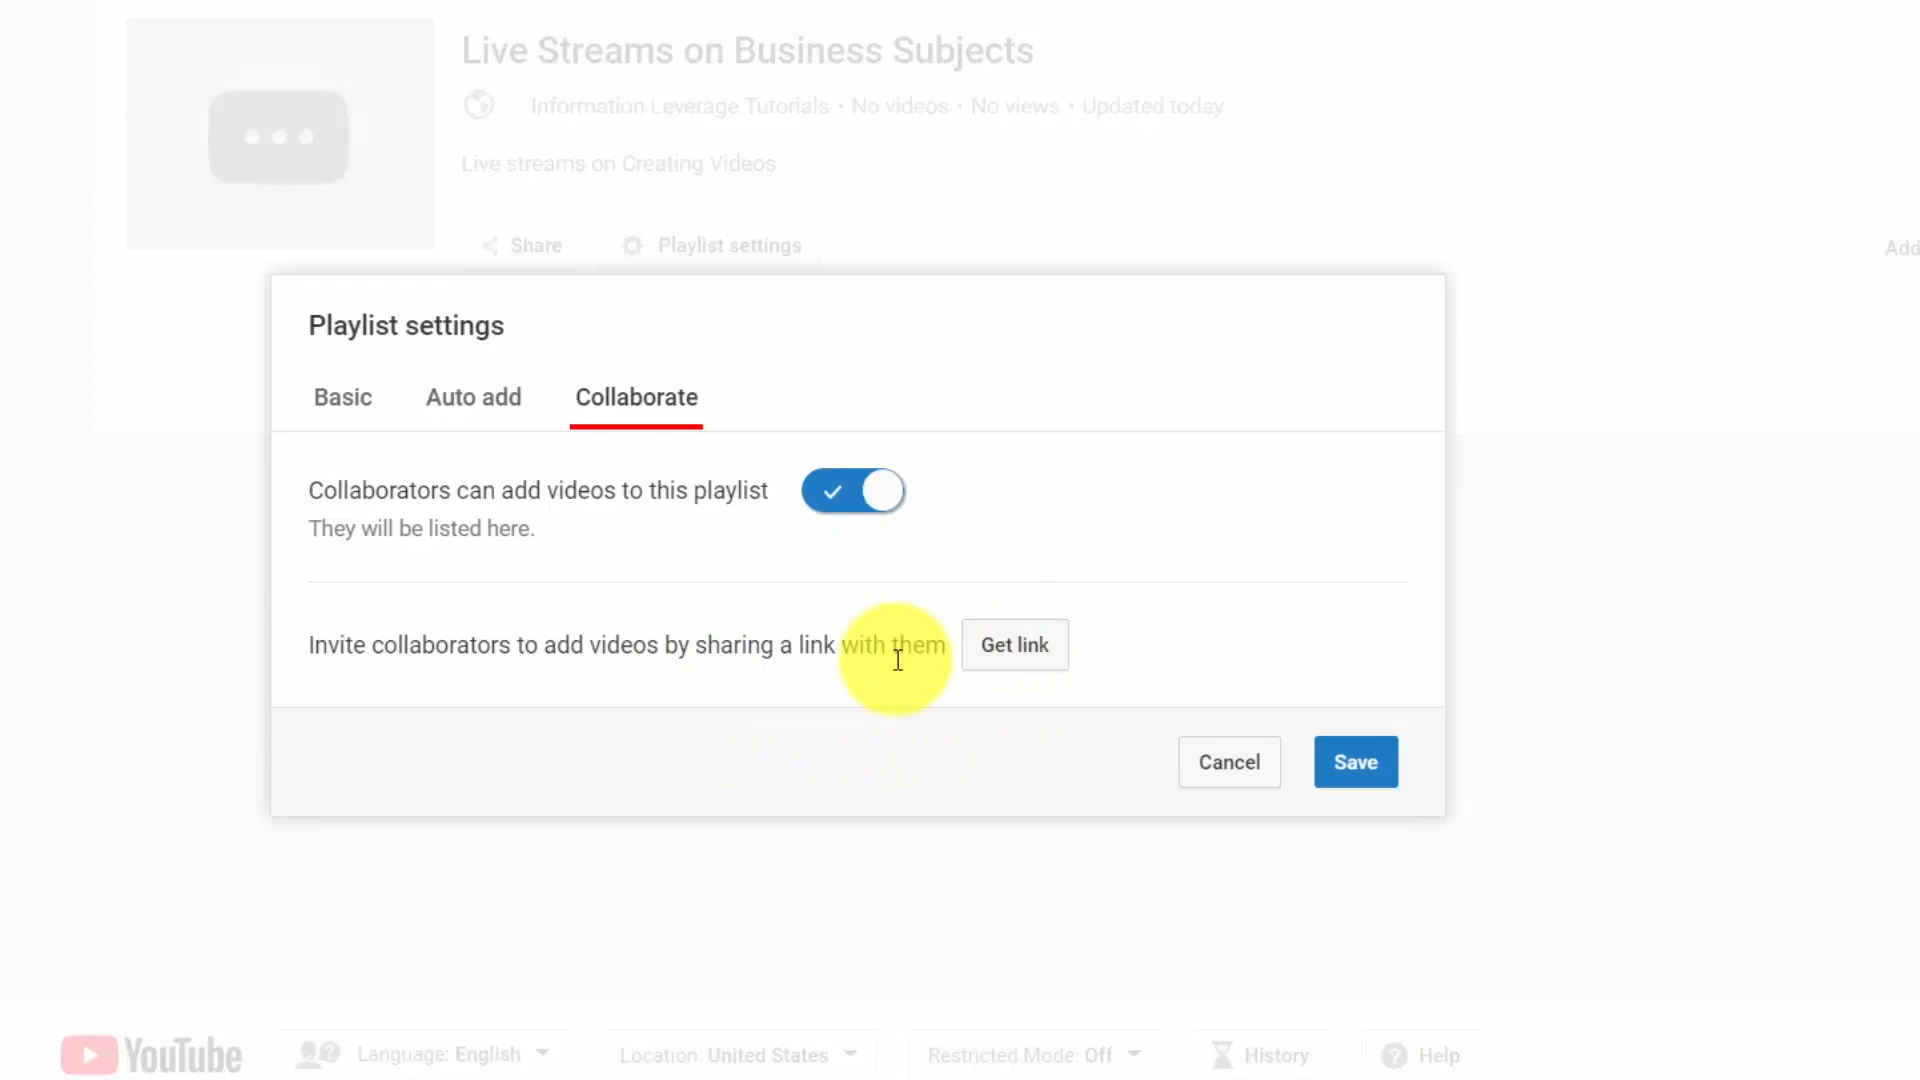 Live Streams on Business Subjects
Information Leverage Tutorials • No videos • No views • Updated today
Live streams on Creating Videos
Share Playlist settings
Add
Playlist settings
Basic Auto add Collaborate
Collaborators can add videos to this playlist
They will be listed here.
Invite collaborators to add videos by sharing a link with them Get link
Cancel Save
YouTube Language: English Location: United States Restricted Mode: Off History Help